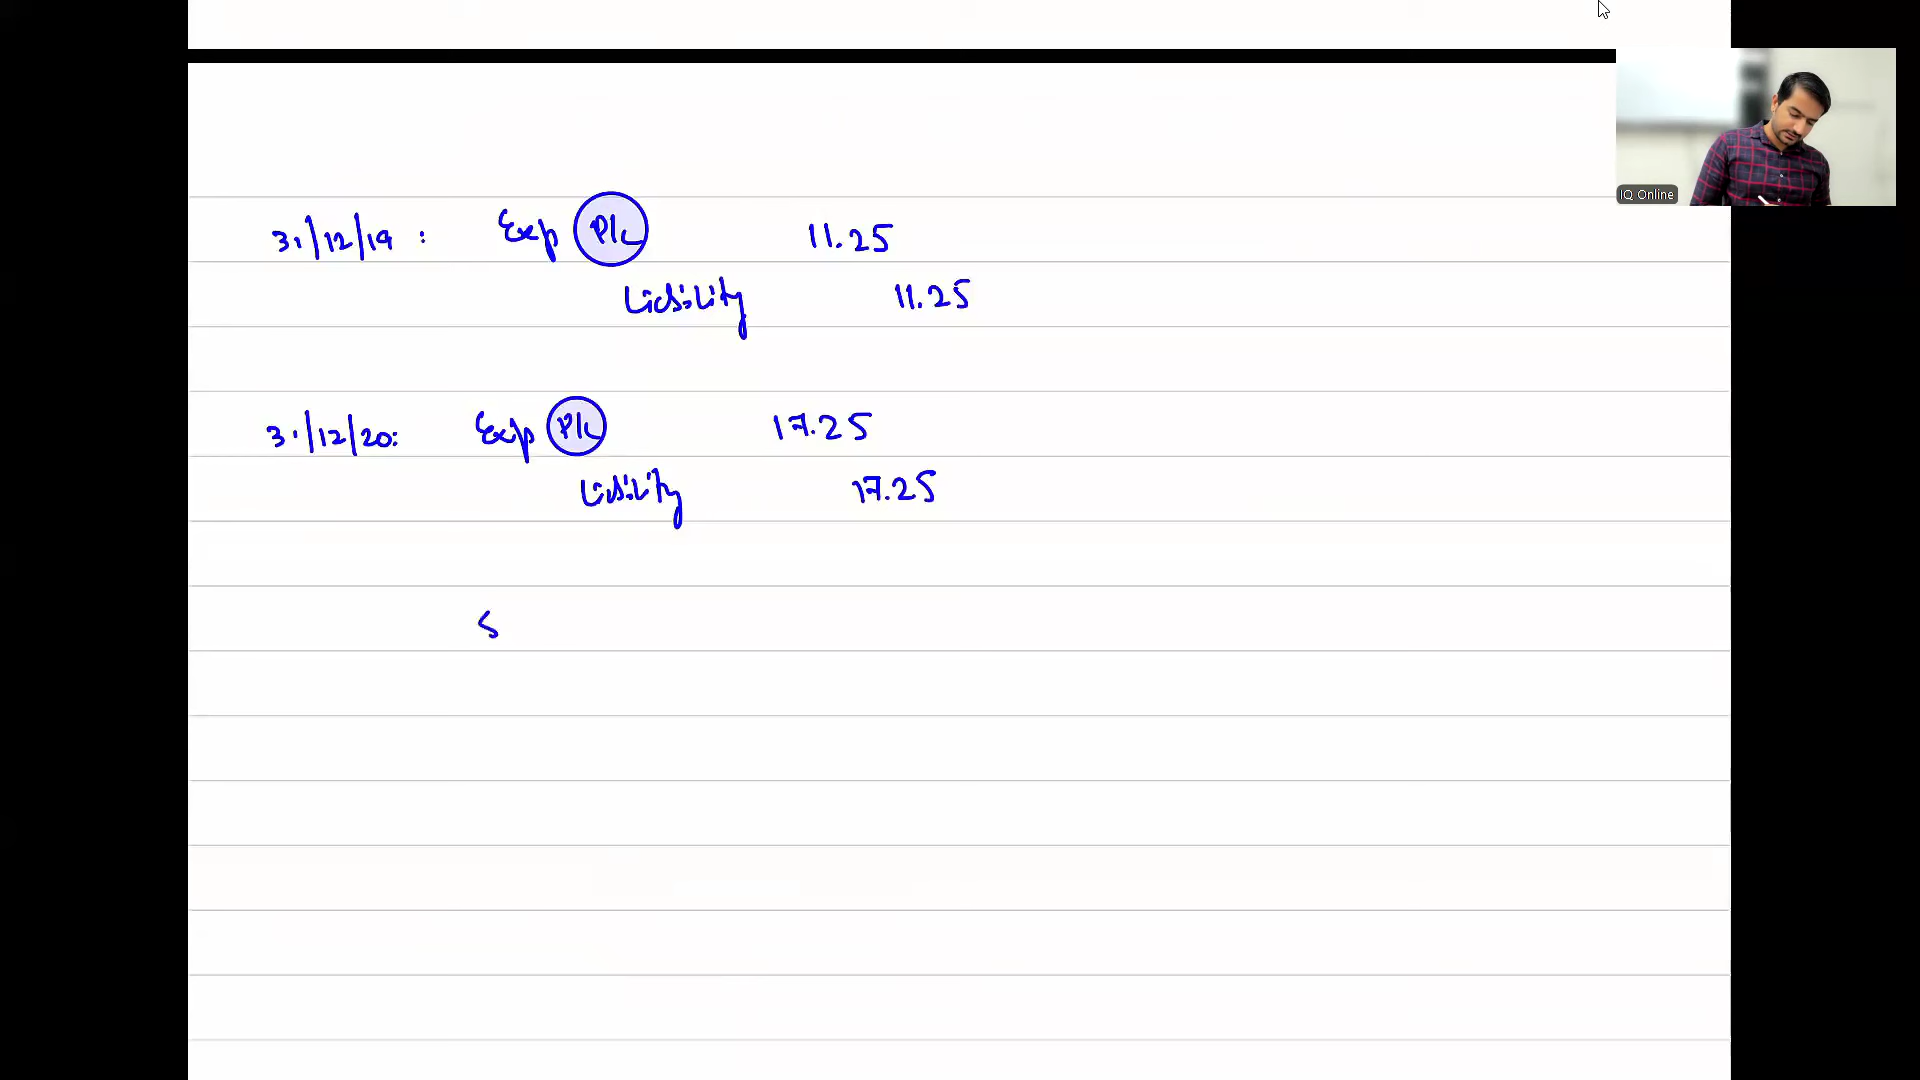 IQ Online
31/12/19 : Exp P/L 11.25
Liability 11.25
31/12/20: Exp P/L 17.25
Liability 17.25
S